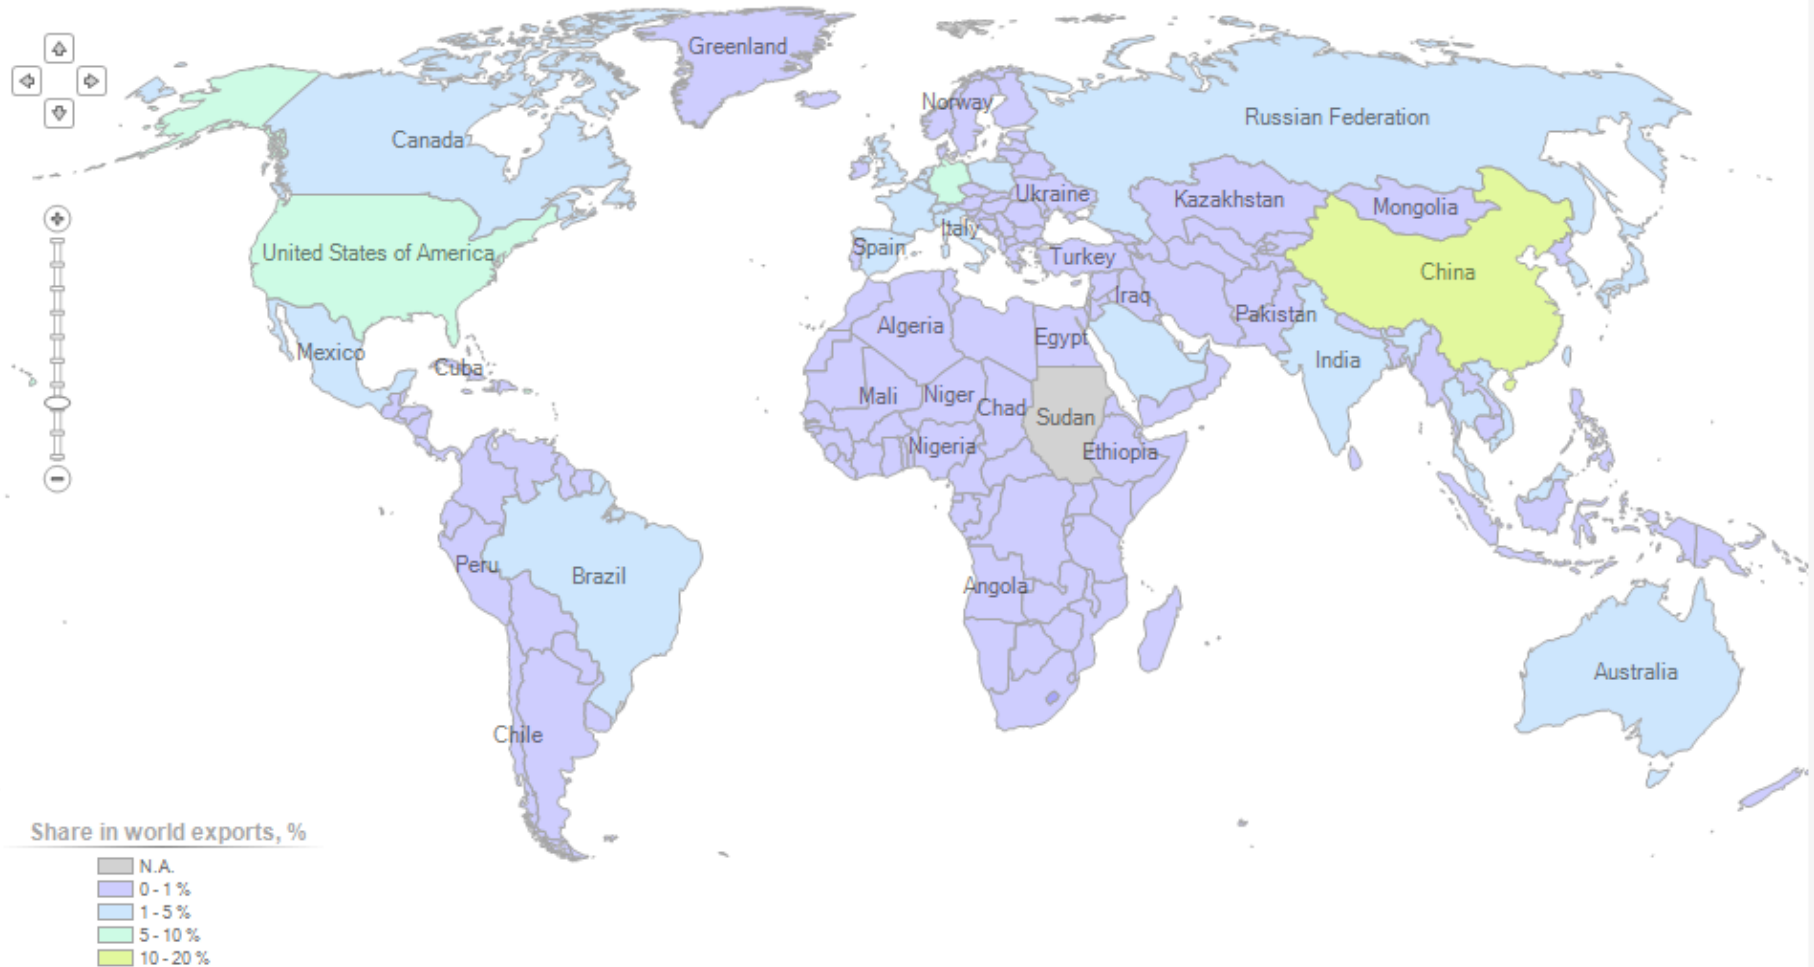 Greenland
Norway
Russian Federation
Canada
Ukraine
Kazakhstan
Mongolia
Italy
Spain
United States of America
Turkey
China
Iraq
Pakistan
Algeria
Egypt
Mexico
India
Cuba
Mali
Niger
Chad
Sudan
Nigeria
Ethiopia
Peru
Brazil
Angola
Australia
Chile
Share in world exports, %
N.A.
0 - 1 %
1 - 5 %
5 - 10 %
10 - 20 %